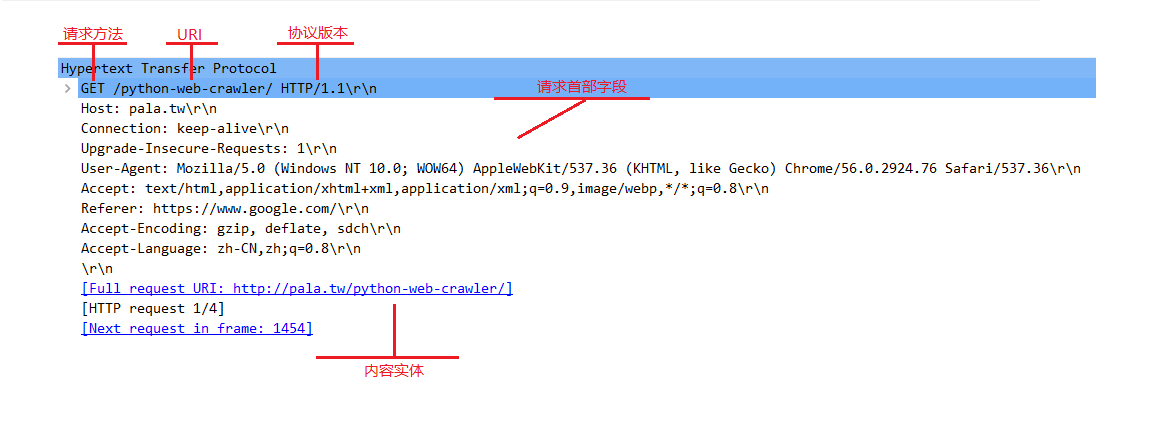 请求方法 URI 协议版本
Hypertext Transfer Protocol
GET /python-web-crawler/ HTTP/1.1\r\n
请求首部字段
Host: pala.tw\r\n
Connection: keep-alive\r\n
Upgrade-Insecure-Requests: 1\r\n
User-Agent: Mozilla/5.0 (Windows NT 10.0; WOW64) AppleWebKit/537.36 (KHTML, like Gecko) Chrome/56.0.2924.76 Safari/537.36\r\n
Accept: text/html,application/xhtml+xml,application/xml;q=0.9,image/webp,*/*;q=0.8\r\n
Referer: https://www.google.com/\r\n
Accept-Encoding: gzip, deflate, sdch\r\n
Accept-Language: zh-CN,zh;q=0.8\r\n
\r\n
[Full request URI: http://pala.tw/python-web-crawler/]
[HTTP request 1/4]
[Next request in frame: 1454]
内容实体